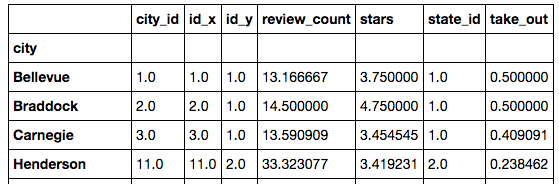 city_id id_x id_y review_count stars state_id take_out
city
Bellevue 1.0 1.0 1.0 13.166667 3.750000 1.0 0.500000
Braddock 2.0 2.0 1.0 14.500000 4.750000 1.0 0.500000
Carnegie 3.0 3.0 1.0 13.590909 3.454545 1.0 0.409091
Henderson 11.0 11.0 2.0 33.323077 3.419231 2.0 0.238462